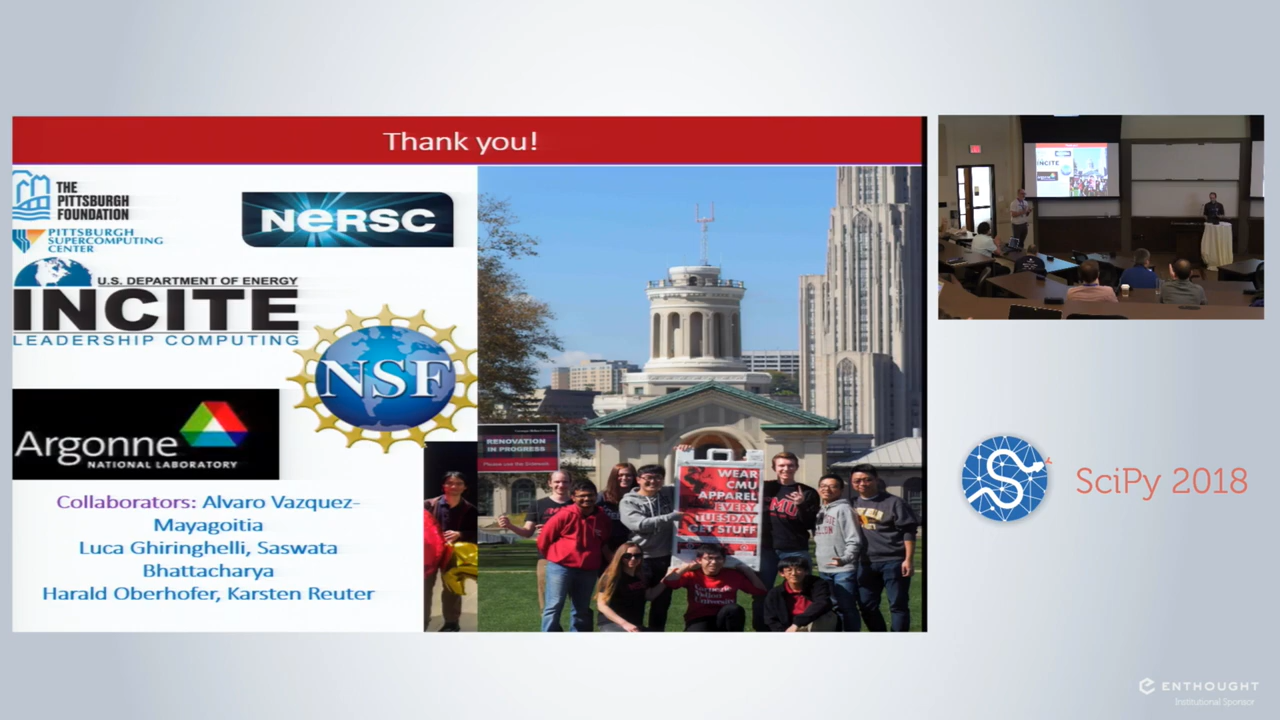 Thank you!
THE
PITTSBURGH
FOUNDATION
PITTSBURGH
SUPERCOMPUTING
CENTER
NERSC
U.S. DEPARTMENT OF ENERGY
INCITE
LEADERSHIP COMPUTING
NSF
Argonne
NATIONAL LABORATORY
Collaborators: Alvaro Vazquez-
Mayagoitia
Luca Ghiringhelli, Saswata
Bhattacharya
Harald Oberhofer, Karsten Reuter
RENOVATION
IN PROGRESS
WEAR
CMU
APPAREL
EVERY
TUESDAY
GET STUFF
INCITE
S
SciPy 2018
ENTHOUGHT
Institutional Sponsor